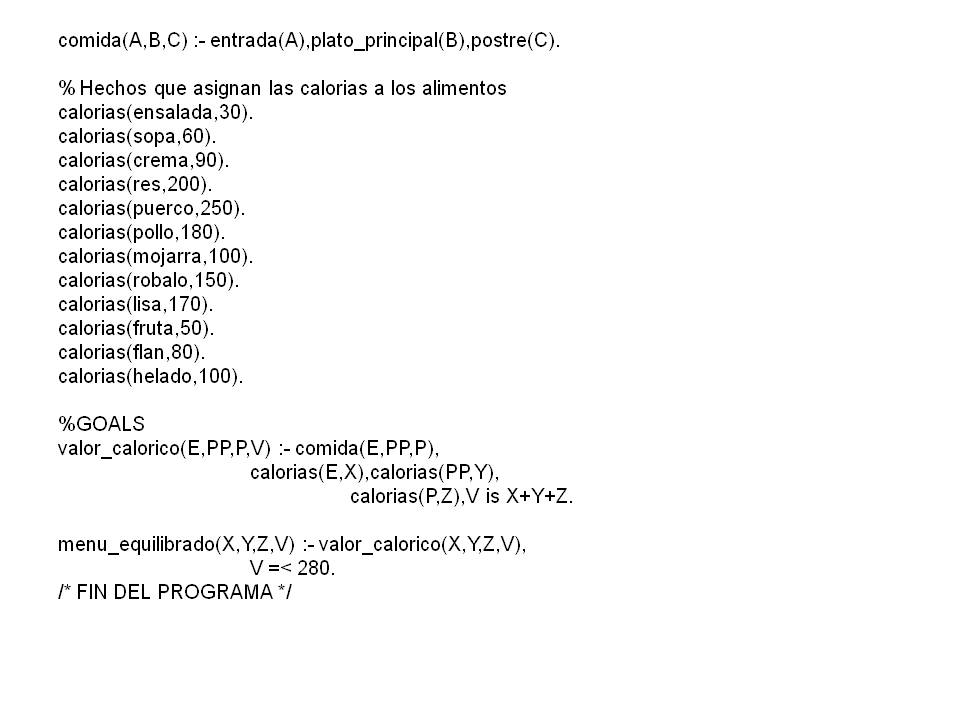 comida(A,B,C) :- entrada(A),plato_principal(B),postre(C).
% Hechos que asignan las calorias a los alimentos
calorias(ensalada,30).
calorias(sopa,60).
calorias(crema,90).
calorias(res,200).
calorias(puerco,250).
calorias(pollo,180).
calorias(mojarra,100).
calorias(robalo,150).
calorias(lisa,170).
calorias(fruta,50).
calorias(flan,80).
calorias(helado,100).
%GOALS
valor_calorico(E,PP,P,V) :- comida(E,PP,P),
calorias(E,X),calorias(PP,Y),
calorias(P,Z),V is X+Y+Z.
menu_equilibrado(X,Y,Z,V) :- valor_calorico(X,Y,Z,V),
V =< 280.
/* FIN DEL PROGRAMA */